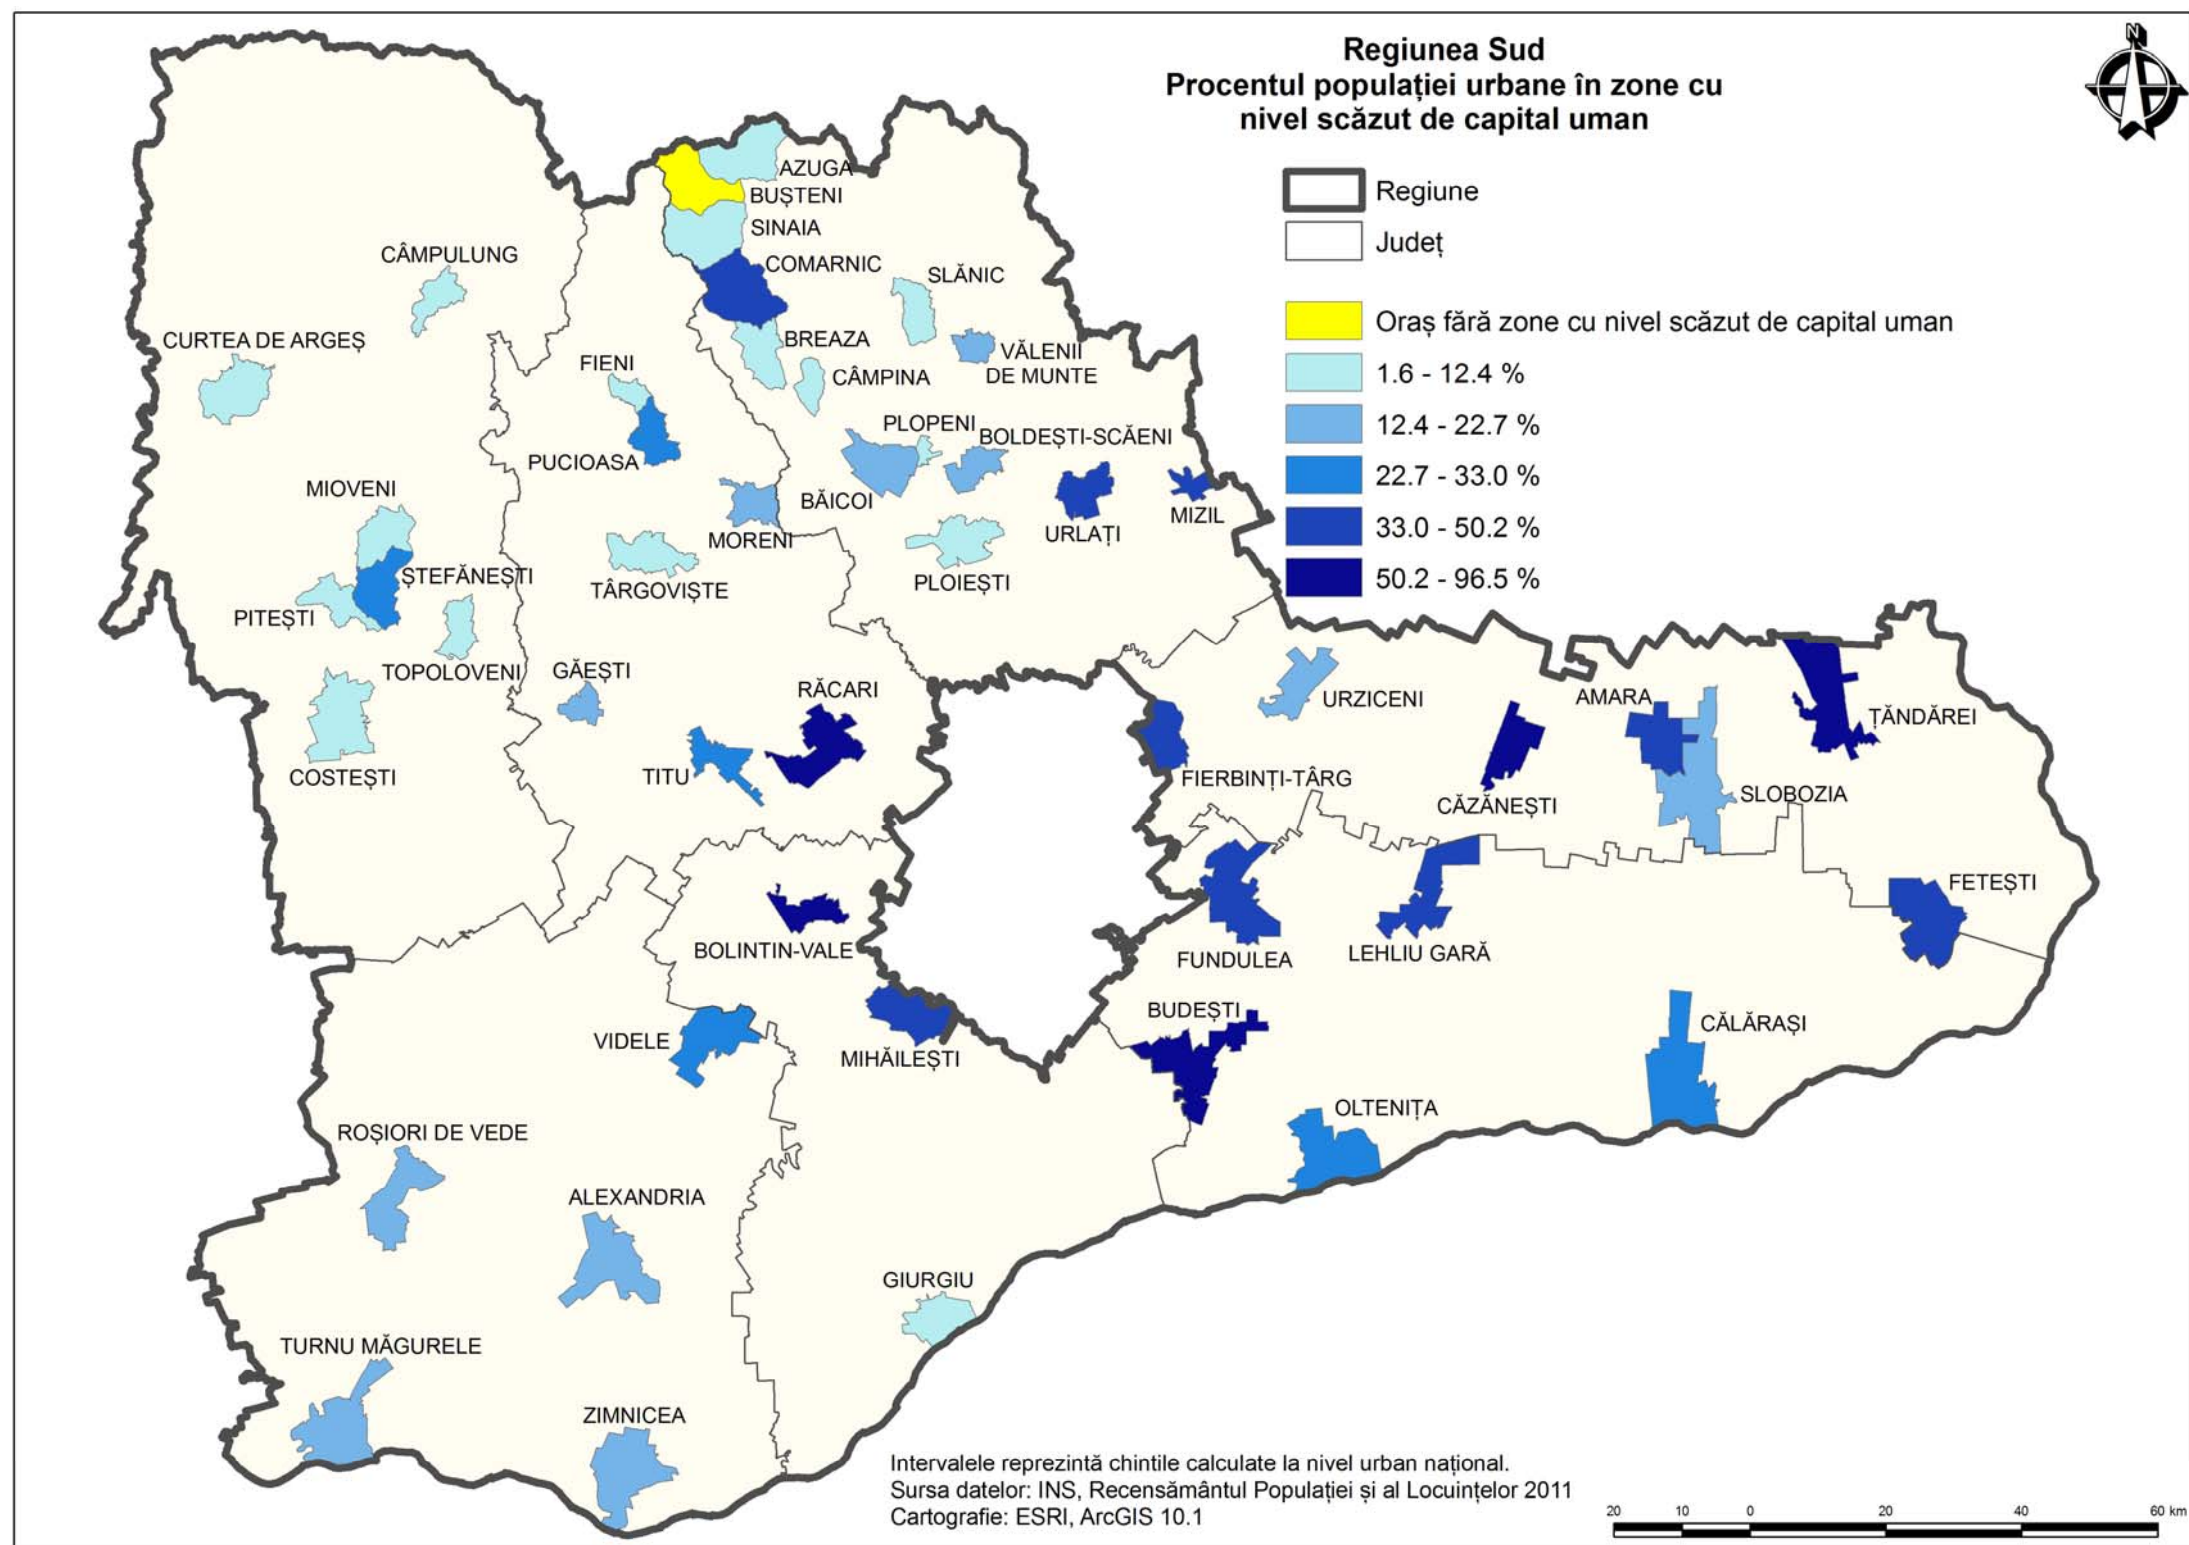 Regiunea Sud
Procentul populației urbane în zone cu
nivel scăzut de capital uman
N
Regiune
Județ
Oraș fără zone cu nivel scăzut de capital uman
1.6 - 12.4 %
12.4 - 22.7 %
22.7 - 33.0 %
33.0 - 50.2 %
50.2 - 96.5 %
AZUGA
BUȘTENI
SINAIA
COMARNIC
CÂMPULUNG
SLĂNIC
CURTEA DE ARGEȘ
BREAZA
VĂLENII
DE MUNTE
FIENI
CÂMPINA
PLOPENI
BOLDEȘTI-SCĂENI
PUCIOASA
MIOVENI
BĂICOI
MIZIL
URLAȚI
MORENI
ȘTEFĂNEȘTI
TÂRGOVIȘTE
PLOIEȘTI
PITEȘTI
TOPOLOVENI
GĂEȘTI
RĂCARI
URZICENI
AMARA
ȚĂNDĂREI
COSTEȘTI
TITU
FIERBINȚI-TÂRG
CĂZĂNEȘTI
SLOBOZIA
FETEȘTI
BOLINTIN-VALE
FUNDULEA
LEHLIU GARĂ
BUDEȘTI
CĂLĂRAȘI
VIDELE
MIHĂILEȘTI
OLTENIȚA
ROȘIORI DE VEDE
ALEXANDRIA
GIURGIU
TURNU MĂGURELE
ZIMNICEA
Intervalele reprezintă chintile calculate la nivel urban național.
Sursa datelor: INS, Recensământul Populației și al Locuințelor 2011
Cartografie: ESRI, ArcGIS 10.1
20 10 0 20 40 60 km